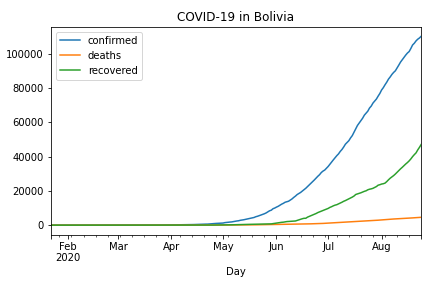 COVID-19 in Bolivia
confirmed
deaths
recovered
100000
80000
60000
40000
20000
0
Feb Mar Apr May Jun Jul Aug
2020
Day